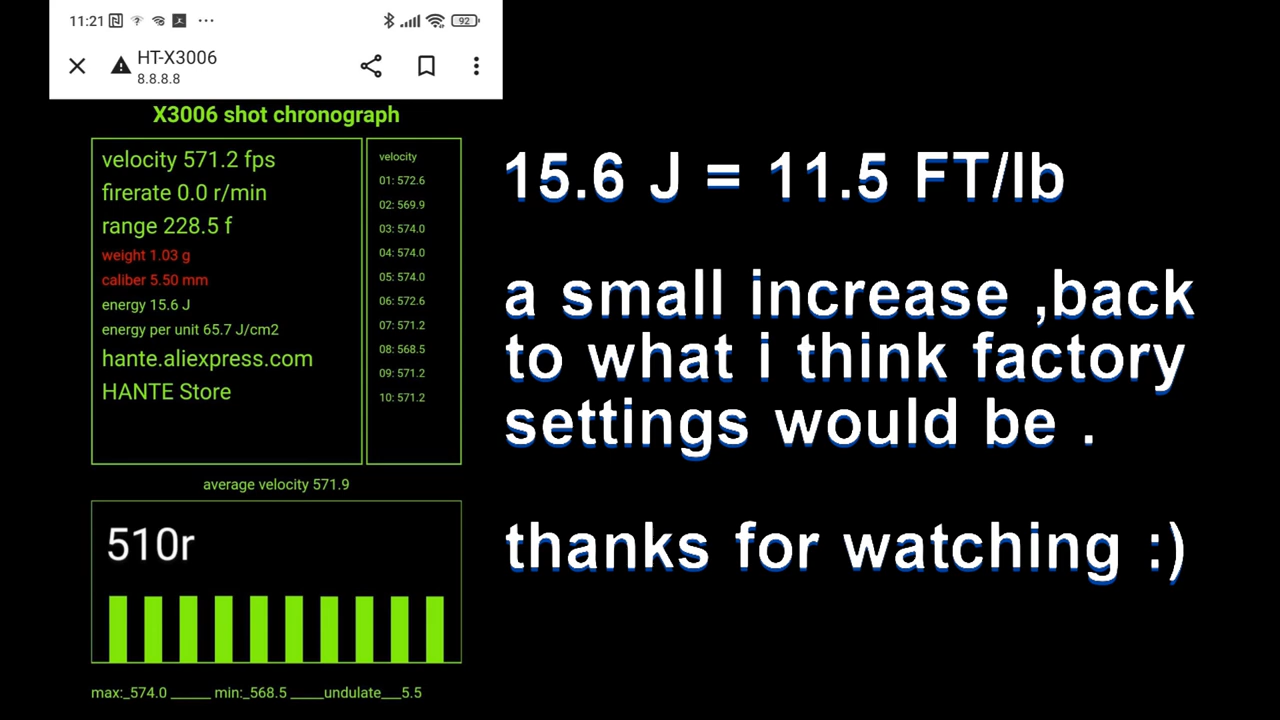 11:21
92
HT-X3006
8.8.8.8
X3006 shot chronograph
velocity 571.2 fps
firerate 0.0 r/min
range 228.5 f
weight 1.03 g
caliber 5.50 mm
energy 15.6 J
energy per unit 65.7 J/cm2
hante.aliexpress.com
HANTE Store
velocity
01: 572.6
02: 569.9
03: 574.0
04: 574.0
05: 574.0
06: 572.6
07: 571.2
08: 568.5
09: 571.2
10: 571.2
average velocity 571.9
510r
max:_574.0 _____ min:_568.5 ____undulate___5.5
15.6 J = 11.5 FT/lb
a small increase ,back
to what i think factory
settings would be .
thanks for watching :)